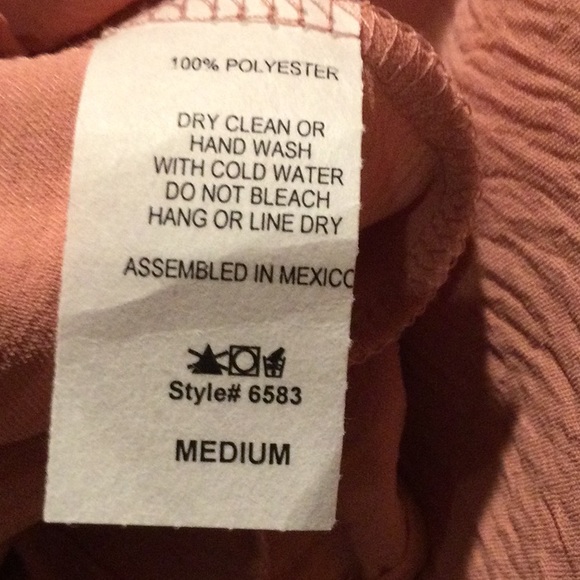 100% POLYESTER
DRY CLEAN OR
HAND WASH
WITH COLD WATER
DO NOT BLEACH
HANG OR LINE DRY
ASSEMBLED IN MEXICO
Style# 6583
MEDIUM